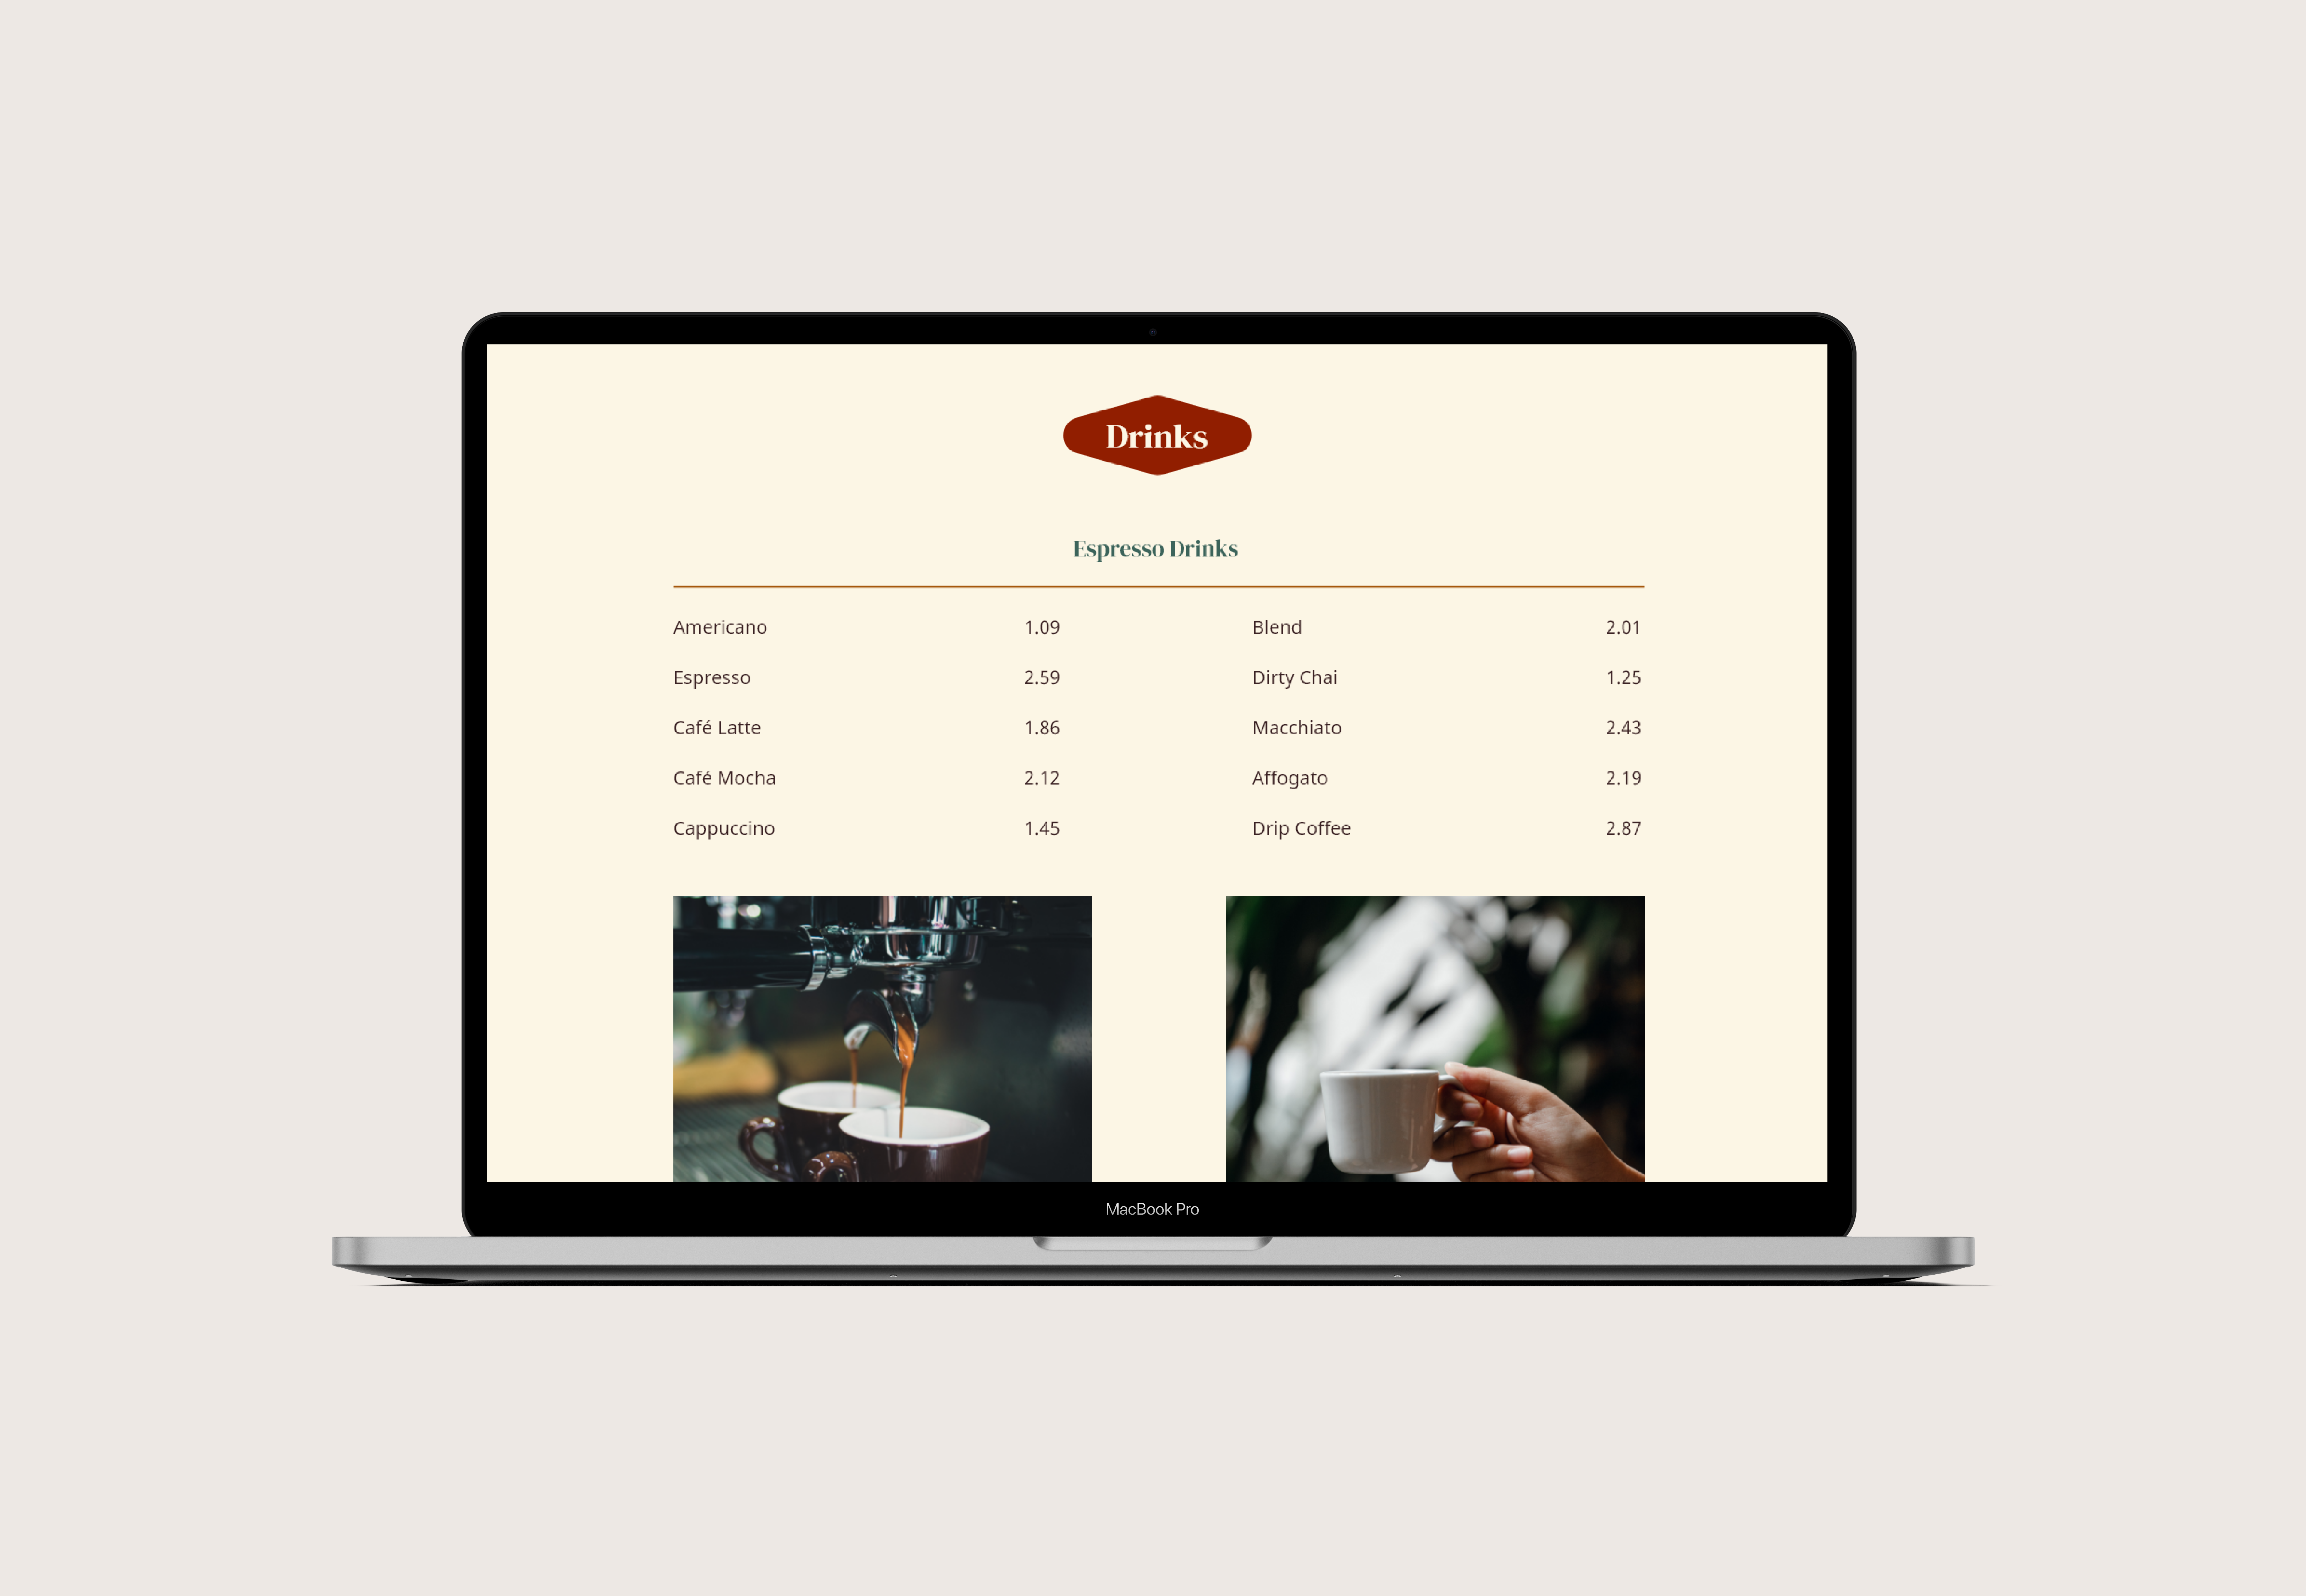 Drinks
Espresso Drinks
Americano 1.09
Espresso 2.59
Café Latte 1.86
Café Mocha 2.12
Cappuccino 1.45
Blend 2.01
Dirty Chai 1.25
Macchiato 2.43
Affogato 2.19
Drip Coffee 2.87
MacBook Pro